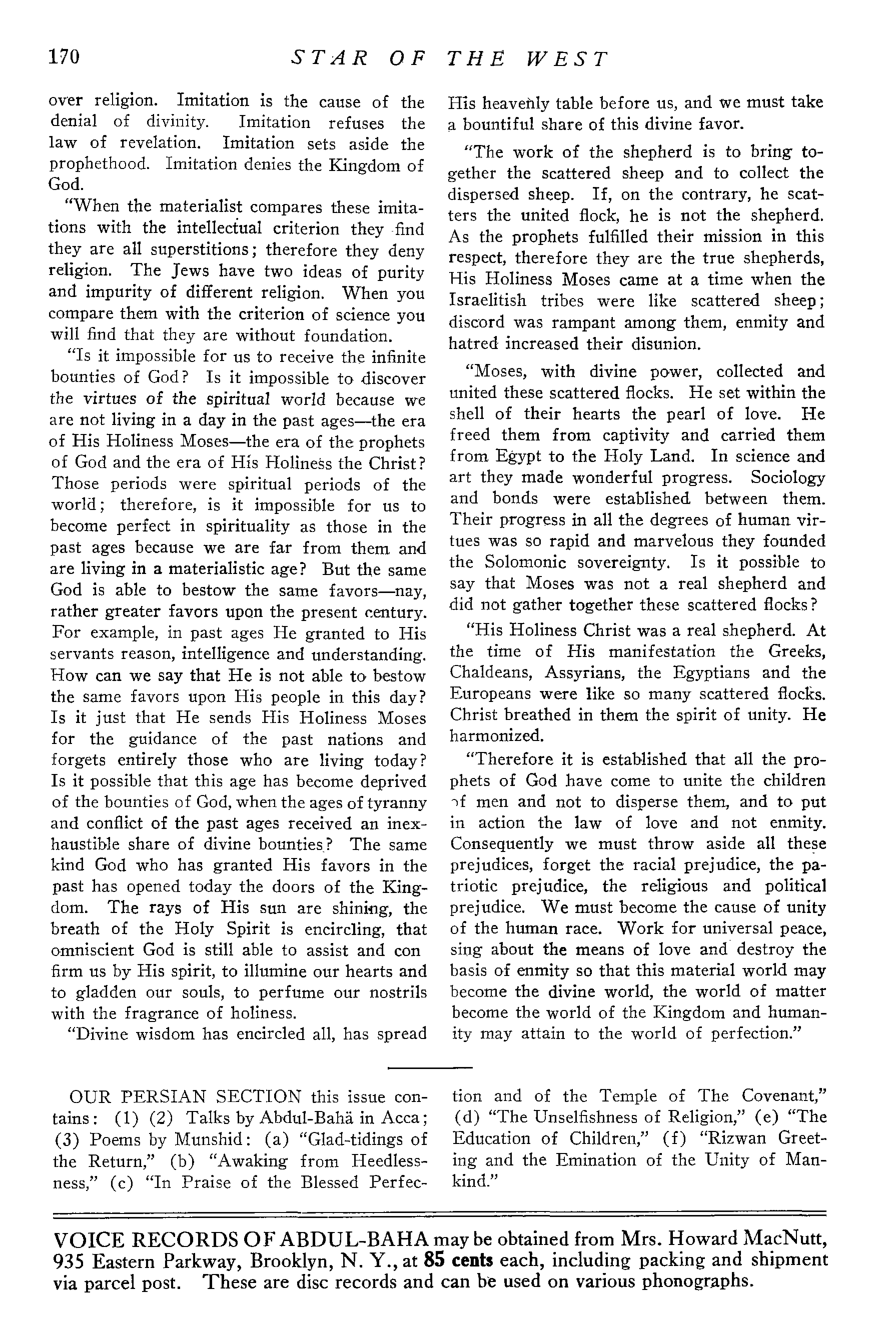 170
STAR OF THE WEST
over religion. Imitation is the cause of the
denial of divinity. Imitation refuses the
law of revelation. Imitation sets aside the
prophethood. Imitation denies the Kingdom of
God.
"When the materialist compares these imita-
tions with the intellectual criterion they find
they are all superstitions; therefore they deny
religion. The Jews have two ideas of purity
and impurity of different religion. When you
compare them with the criterion of science you
will find that they are without foundation.
"Is it impossible for us to receive the infinite
bounties of God? Is it impossible to discover
the virtues of the spiritual world because we
are not living in a day in the past ages—the era
of His Holiness Moses—the era of the prophets
of God and the era of His Holiness the Christ?
Those periods were spiritual periods of the
world; therefore, is it impossible for us to
become perfect in spirituality as those in the
past ages because we are far from them and
are living in a materialistic age? But the same
God is able to bestow the same favors—nay,
rather greater favors upon the present century.
For example, in past ages He granted to His
servants reason, intelligence and understanding.
How can we say that He is not able to bestow
the same favors upon His people in this day?
Is it just that He sends His Holiness Moses
for the guidance of the past nations and
forgets entirely those who are living today?
Is it possible that this age has become deprived
of the bounties of God, when the ages of tyranny
and conflict of the past ages received an inex-
haustible share of divine bounties? The same
kind God who has granted His favors in the
past has opened today the doors of the King-
dom. The rays of His sun are shining, the
breath of the Holy Spirit is encircling, that
omniscient God is still able to assist and con
firm us by His spirit, to illumine our hearts and
to gladden our souls, to perfume our nostrils
with the fragrance of holiness.
"Divine wisdom has encircled all, has spread
His heavenly table before us, and we must take
a bountiful share of this divine favor.
"The work of the shepherd is to bring to-
gether the scattered sheep and to collect the
dispersed sheep. If, on the contrary, he scat-
ters the united flock, he is not the shepherd.
As the prophets fulfilled their mission in this
respect, therefore they are the true shepherds,
His Holiness Moses came at a time when the
Israelitish tribes were like scattered sheep;
discord was rampant among them, enmity and
hatred increased their disunion.
"Moses, with divine power, collected and
united these scattered flocks. He set within the
shell of their hearts the pearl of love. He
freed them from captivity and carried them
from Egypt to the Holy Land. In science and
art they made wonderful progress. Sociology
and bonds were established between them.
Their progress in all the degrees of human vir-
tues was so rapid and marvelous they founded
the Solomonic sovereignty. Is it possible to
say that Moses was not a real shepherd and
did not gather together these scattered flocks?
"His Holiness Christ was a real shepherd. At
the time of His manifestation the Greeks,
Chaldeans, Assyrians, the Egyptians and the
Europeans were like so many scattered flocks.
Christ breathed in them the spirit of unity. He
harmonized.
"Therefore it is established that all the pro-
phets of God have come to unite the children
of men and not to disperse them, and to put
in action the law of love and not enmity.
Consequently we must throw aside all these
prejudices, forget the racial prejudice, the pa-
triotic prejudice, the religious and political
prejudice. We must become the cause of unity
of the human race. Work for universal peace,
sing about the means of love and destroy the
basis of enmity so that this material world may
become the divine world, the world of matter
become the world of the Kingdom and human-
ity may attain to the world of perfection."
OUR PERSIAN SECTION this issue con-
tains: (1) (2) Talks by Abdul-Bahä in Acca;
(3) Poems by Munshid: (a) "Glad-tidings of
the Return," (b) "Awaking from Heedless-
ness," (c) "In Praise of the Blessed Perfec-
tion and of the Temple of The Covenant,"
(d) "The Unselfishness of Religion," (e) "The
Education of Children," (f) "Rizwan Greet-
ing and the Emination of the Unity of Man-
kind."
VOICE RECORDS OF ABDUL-BAHA may be obtained from Mrs. Howard MacNutt,
935 Eastern Parkway, Brooklyn, N. Y., at 85 cents each, including packing and shipment
via parcel post. These are disc records and can be used on various phonographs.